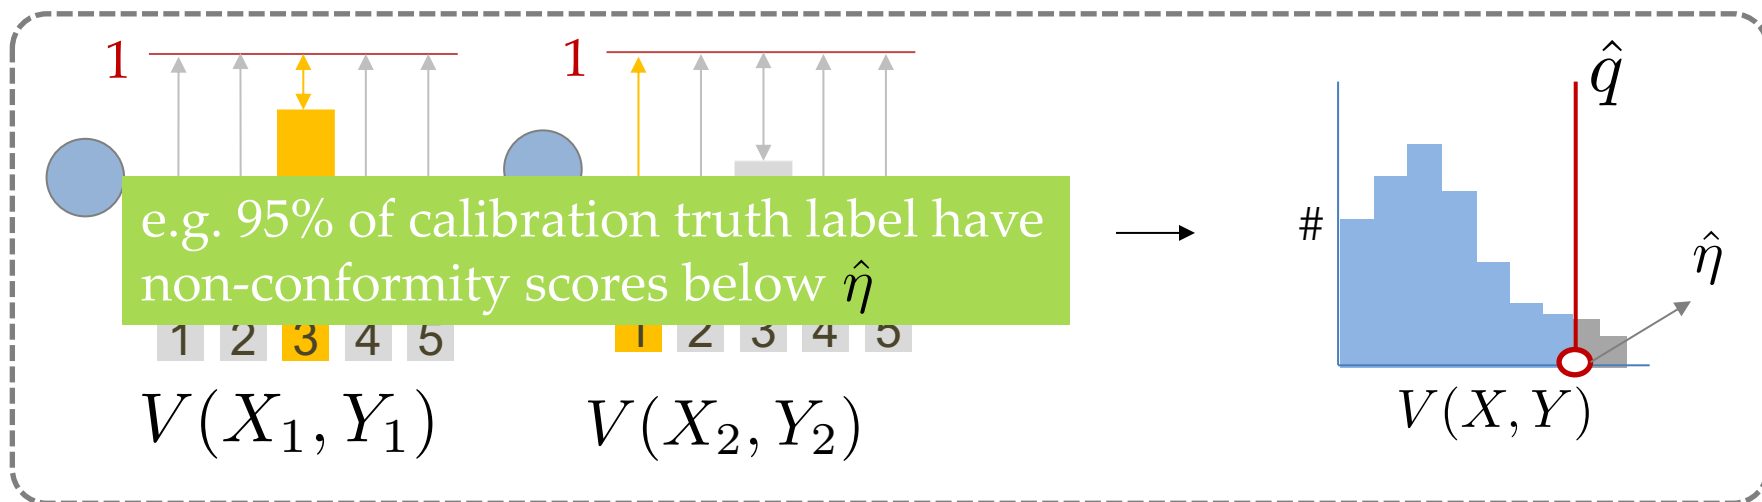 1
1
q̂
e.g. 95% of calibration truth label have
non-conformity scores below η̂
#
η̂
1 2 3 4 5
1 2 3 4 5
V(X₁, Y₁)
V(X₂, Y₂)
V(X, Y)